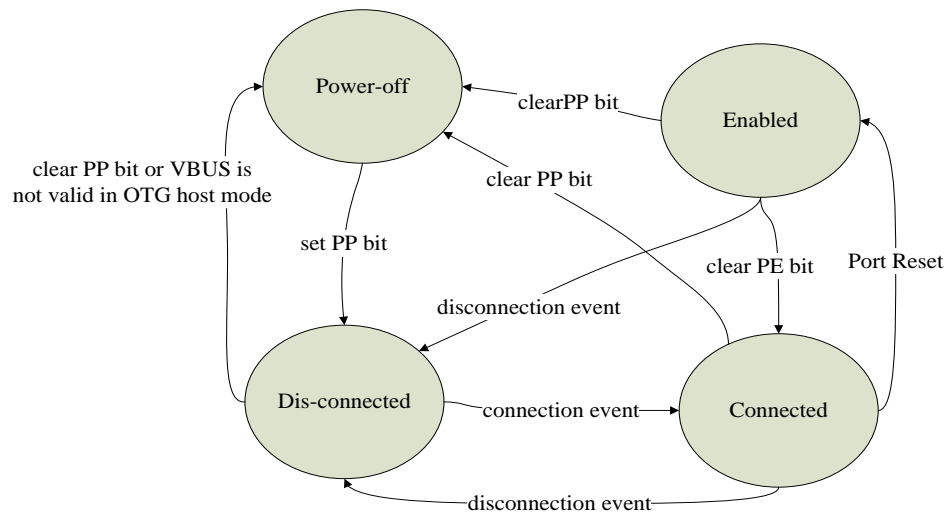 Power-off
Enabled
clearPP bit
clear PP bit or VBUS is
not valid in OTG host mode
clear PP bit
set PP bit
clear PE bit
Port Reset
disconnection event
Dis-connected
connection event
Connected
disconnection event